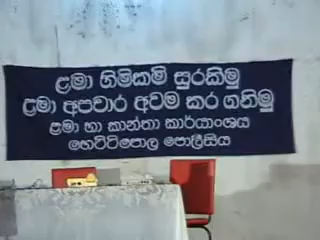 ළමා හිමිකම් සුරකිමු
ළමා අපචාර අවම කර ගනිමු
ළමා හා කාන්තා කාර්යාංශය
හෙට්ටිපොල පොලීසිය